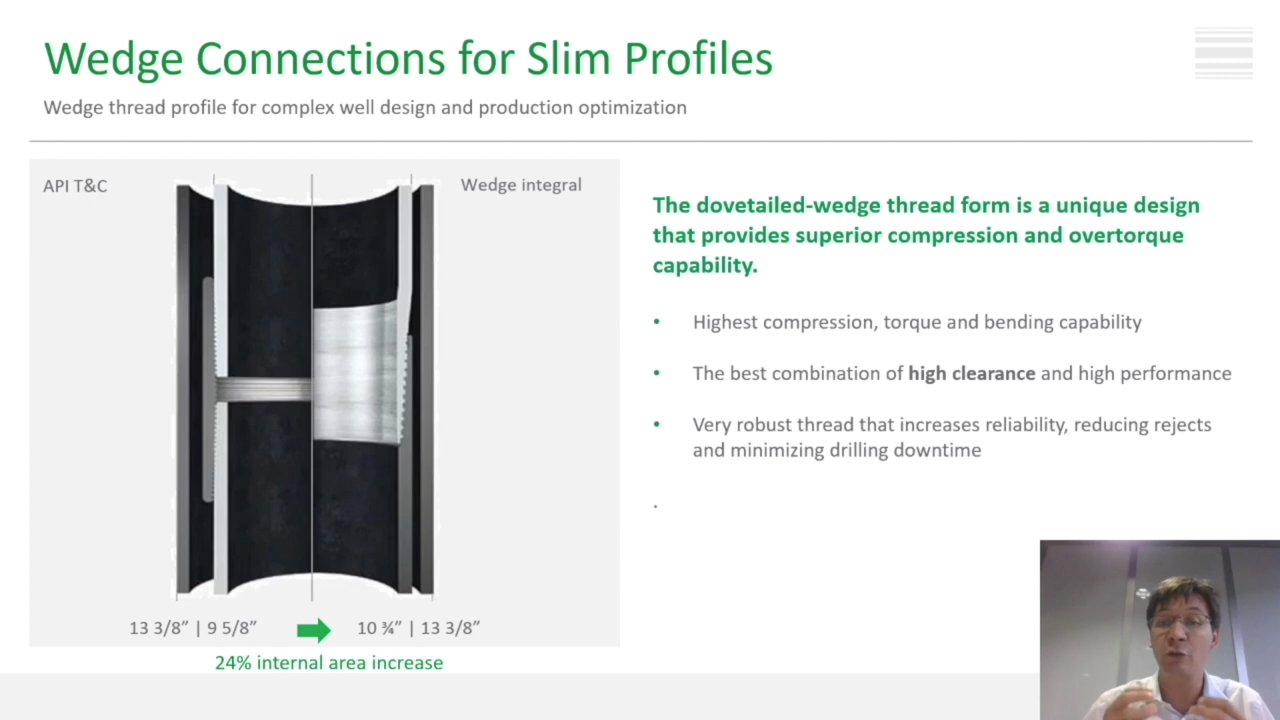 Wedge Connections for Slim Profiles
Wedge thread profile for complex well design and production optimization
API T&C
Wedge integral
13 3/8” | 9 5/8”
10 ¾” | 13 3/8”
24% internal area increase
The dovetailed-wedge thread form is a unique design
that provides superior compression and overtorque
capability.
• Highest compression, torque and bending capability
• The best combination of high clearance and high performance
• Very robust thread that increases reliability, reducing rejects
and minimizing drilling downtime
.